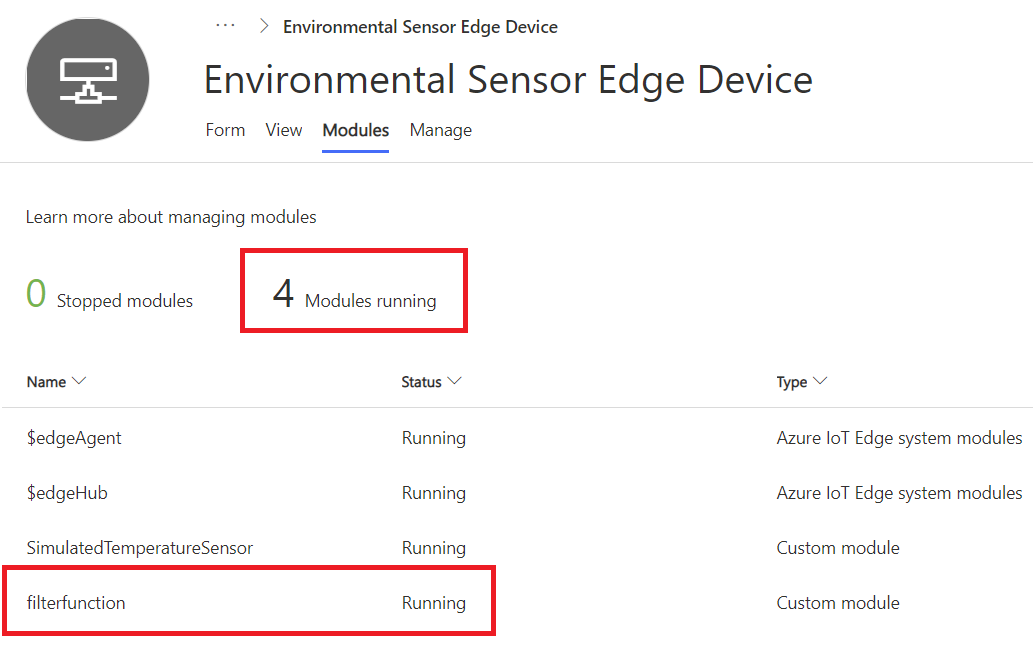 ··· > Environmental Sensor Edge Device
Environmental Sensor Edge Device
Form View Modules Manage
Learn more about managing modules
0 Stopped modules 4 Modules running
Name Status Type
$edgeAgent Running Azure IoT Edge system modules
$edgeHub Running Azure IoT Edge system modules
SimulatedTemperatureSensor Running Custom module
filterfunction Running Custom module